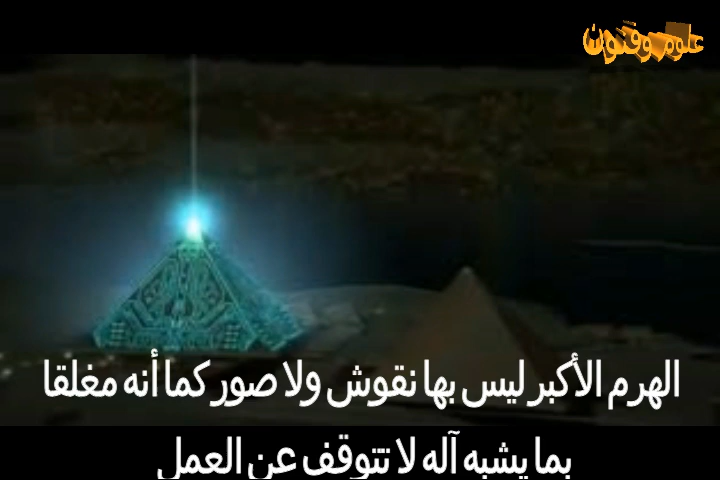 علوم وفنون
الهرم الأكبر ليس بها نقوش ولا صور كما أنه مغلقا
بما يشبه آله لا تتوقف عن العمل